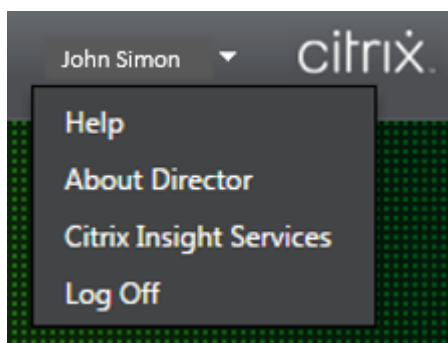 John Simon
citrix
Help
About Director
Citrix Insight Services
Log Off